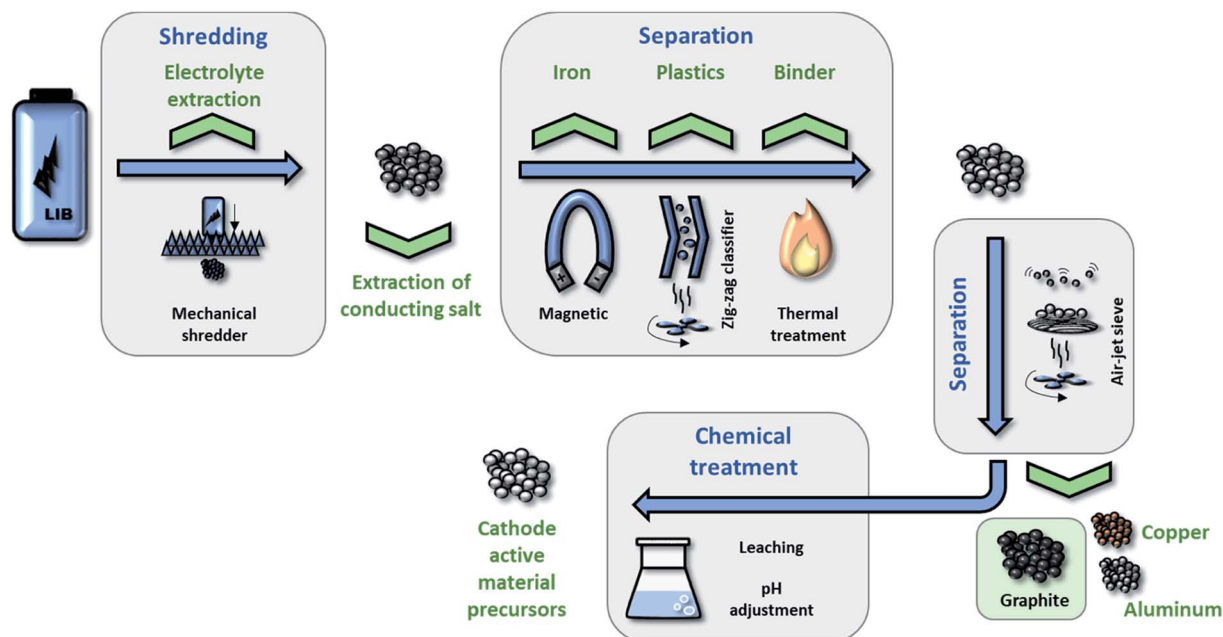 LIB
Shredding
Electrolyte
extraction
Mechanical
shredder
Extraction of
conducting salt
Separation
Iron
Plastics
Binder
+
-
Magnetic
Zig-zag classifier
Thermal
treatment
Separation
Air-jet sieve
Graphite
Copper
Aluminum
Chemical
treatment
Leaching
pH
adjustment
Cathode
active
material
precursors